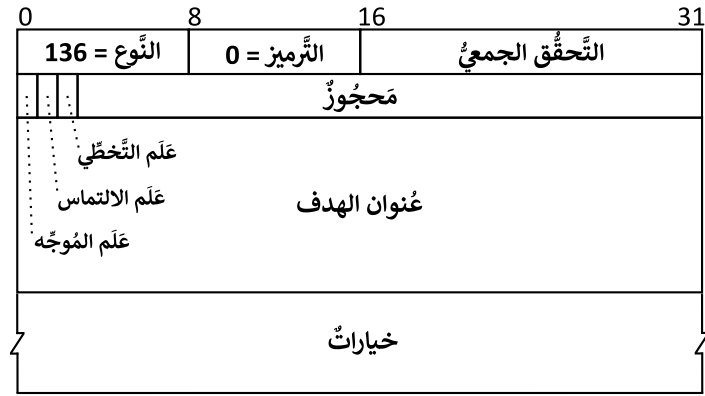 0 8 16 31
النَّوع = 136 التَّرميز = 0 التَّحقُّق الجمعيُّ
مَحجُوزٌ
عَلَم التَّخطِّي
عَلَم الالتماس
عُنوان الهدف
عَلَم المُوجِّه
خياراتٌ